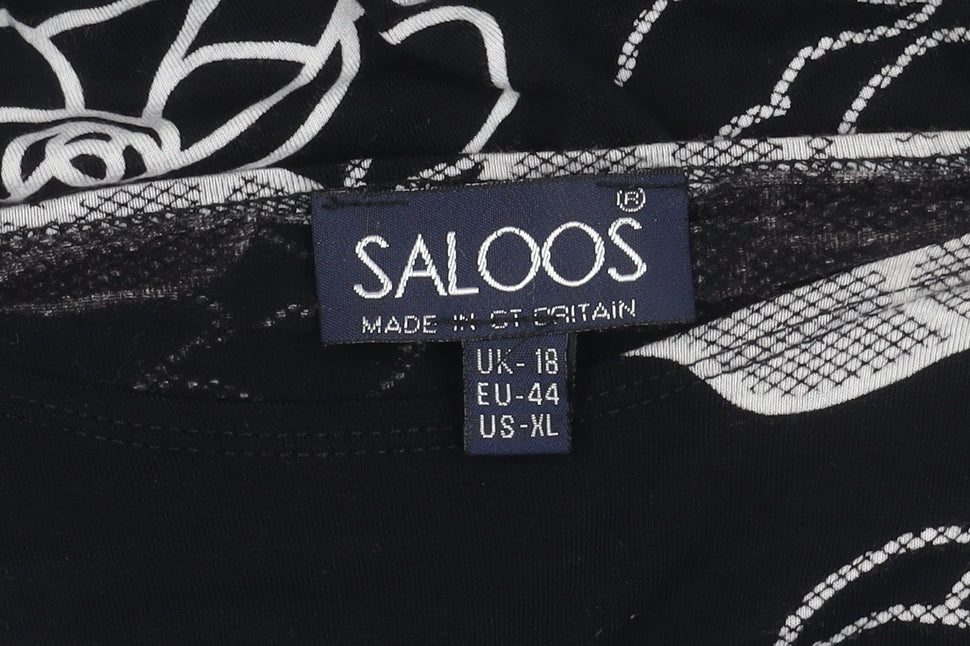 SALOOS®
MADE IN GT BRITAIN
UK-18
EU-44
US-XL